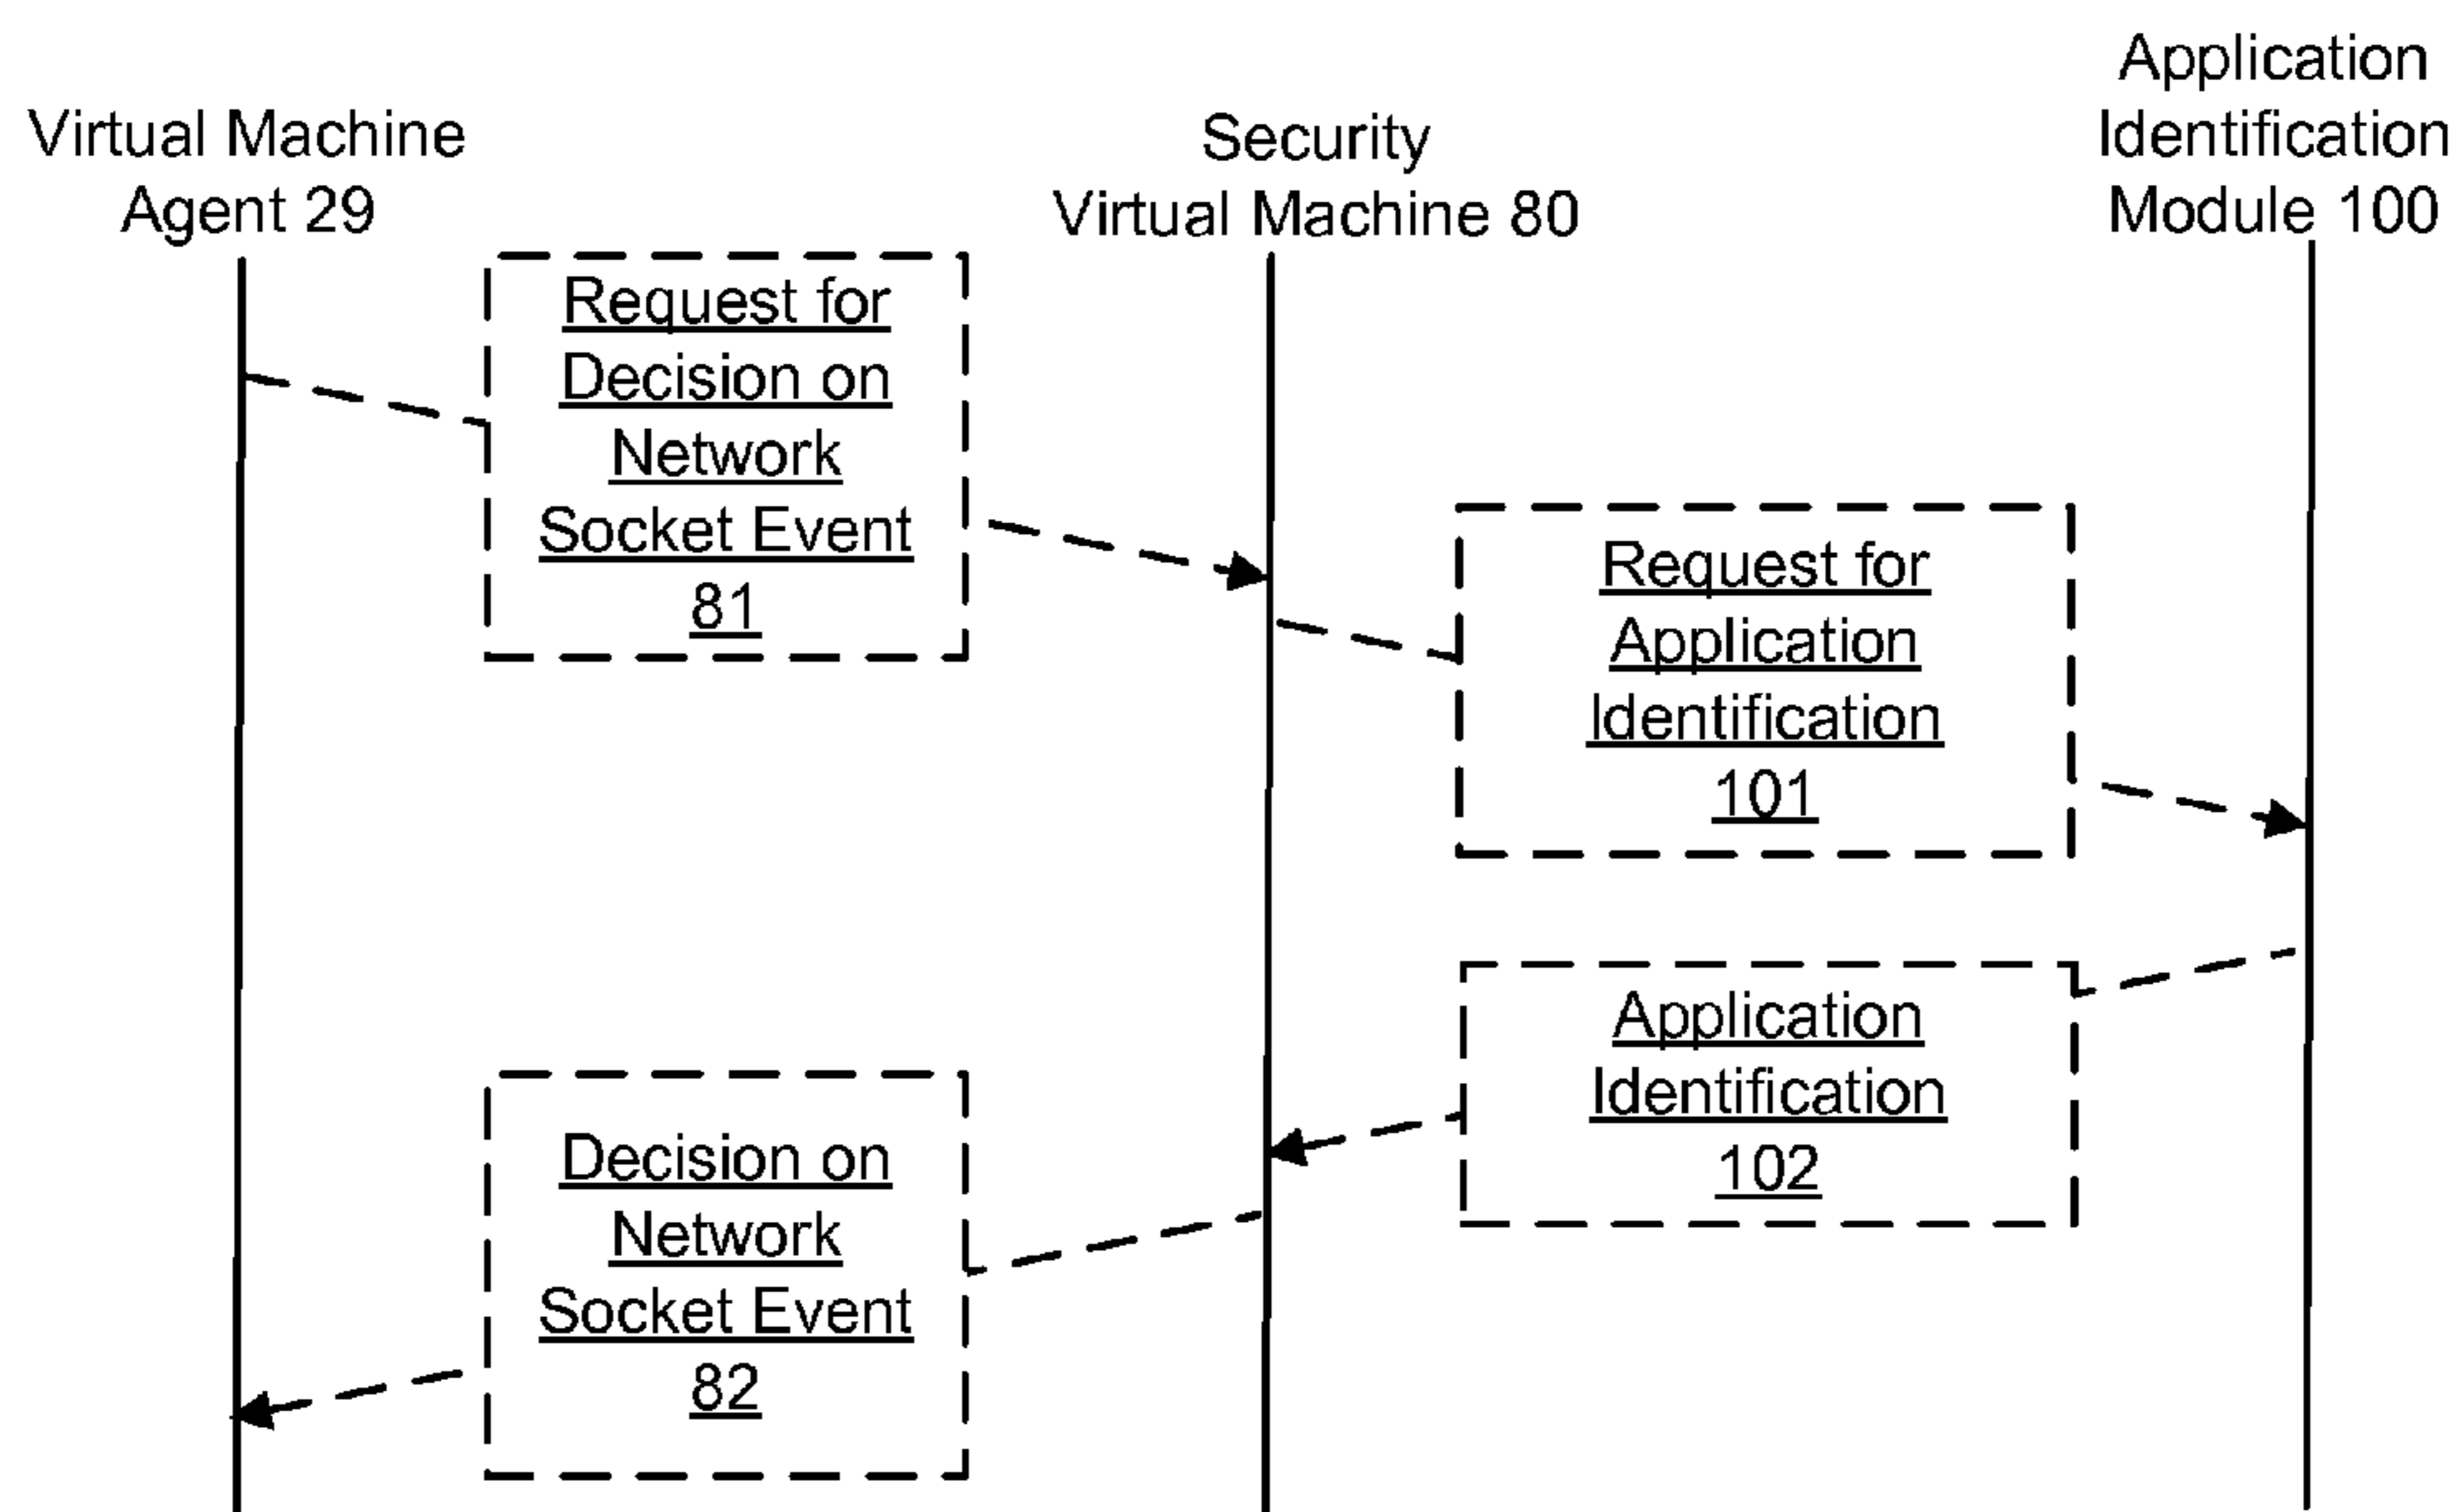 Virtual Machine
Agent 29
Security
Virtual Machine 80
Application
Identification
Module 100
Request for
Decision on
Network
Socket Event
81
Request for
Application
Identification
101
Application
Identification
102
Decision on
Network
Socket Event
82